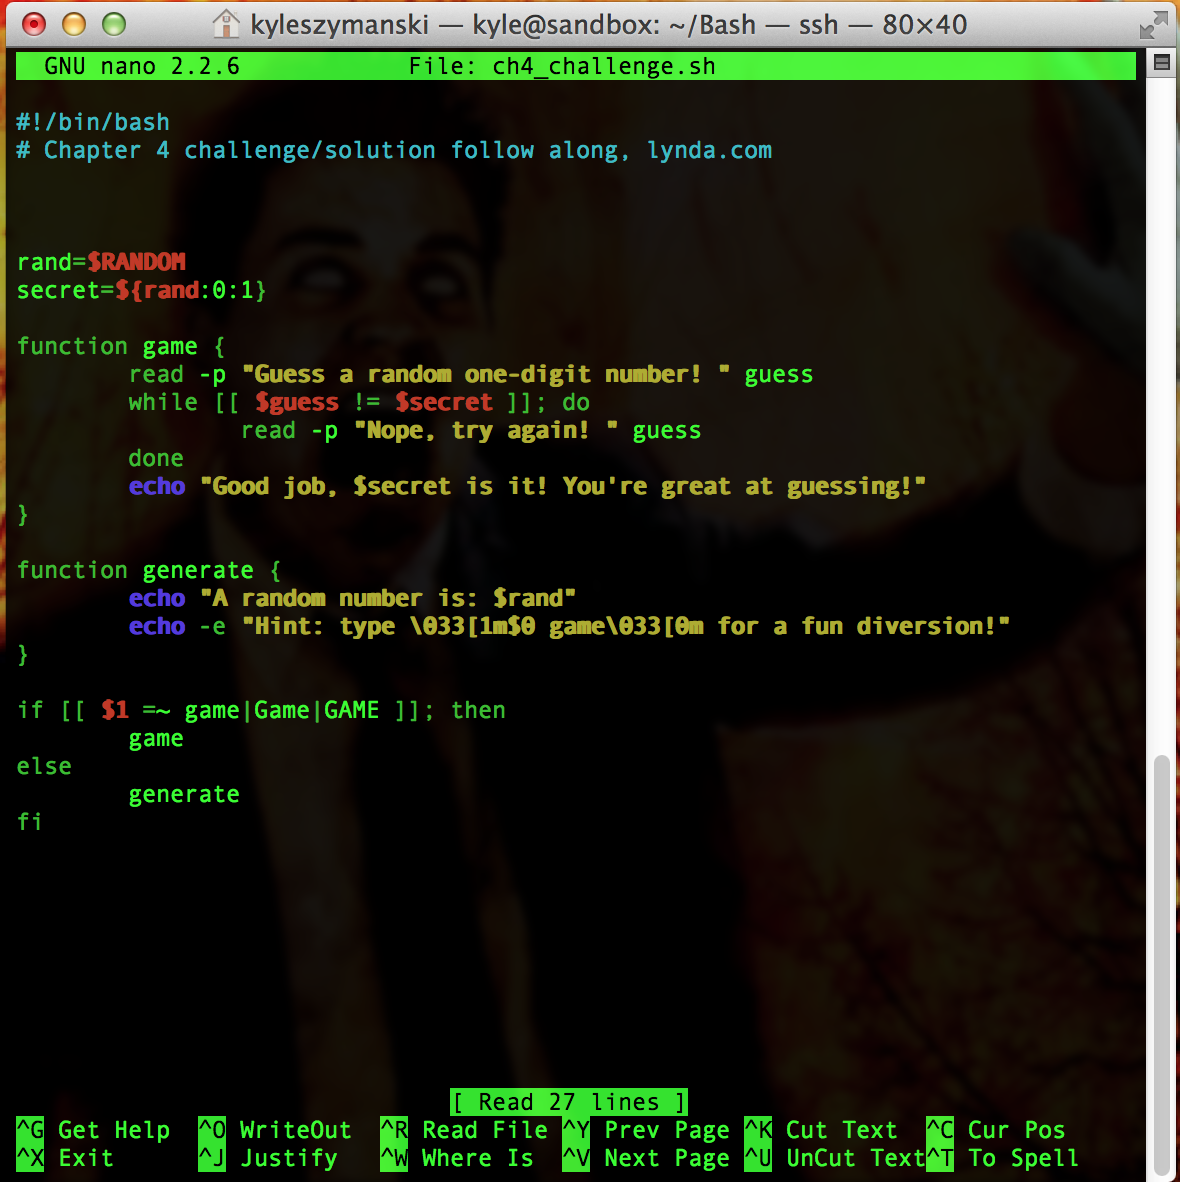 kyleszymanski — kyle@sandbox: ~/Bash — ssh — 80×40
GNU nano 2.2.6 File: ch4_challenge.sh
#!/bin/bash
# Chapter 4 challenge/solution follow along, lynda.com
rand=$RANDOM
secret=${rand:0:1}
function game {
read -p "Guess a random one-digit number! " guess
while [[ $guess != $secret ]]; do
read -p "Nope, try again! " guess
done
echo "Good job, $secret is it! You're great at guessing!"
}
function generate {
echo "A random number is: $rand"
echo -e "Hint: type \033[1m$0 game\033[0m for a fun diversion!"
}
if [[ $1 =~ game|Game|GAME ]]; then
game
else
generate
fi
[ Read 27 lines ]
^G Get Help ^O WriteOut ^R Read File ^Y Prev Page ^K Cut Text ^C Cur Pos
^X Exit ^J Justify ^W Where Is ^V Next Page ^U UnCut Text ^T To Spell